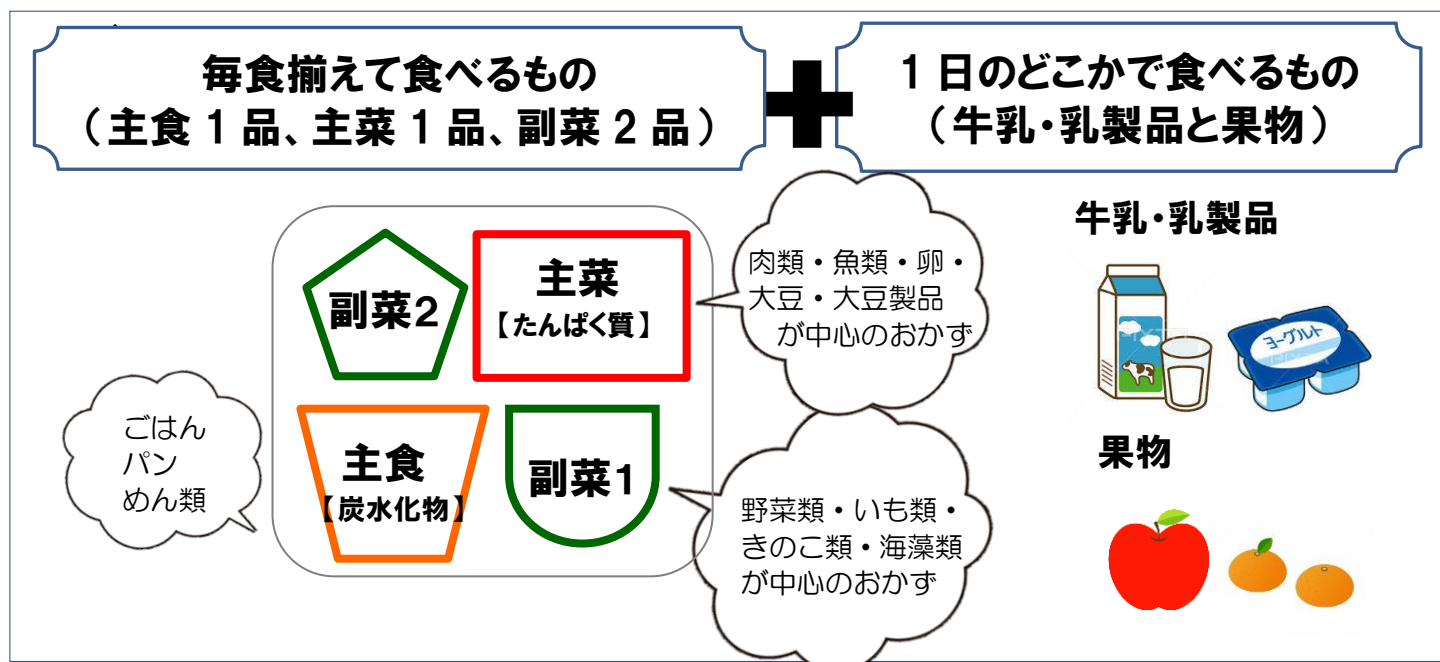 毎食揃えて食べるもの
(主食1品、主菜1品、副菜2品)
1日のどこかで食べるもの
(牛乳・乳製品と果物)
副菜2
主菜
【たんぱく質】
肉類・魚類・卵・
大豆・大豆製品
が中心のおかず
ごはん
パン
めん類
主食
【炭水化物】
副菜1
野菜類・いも類・
きのこ類・海藻類
が中心のおかず
牛乳・乳製品
ヨーグルト
果物